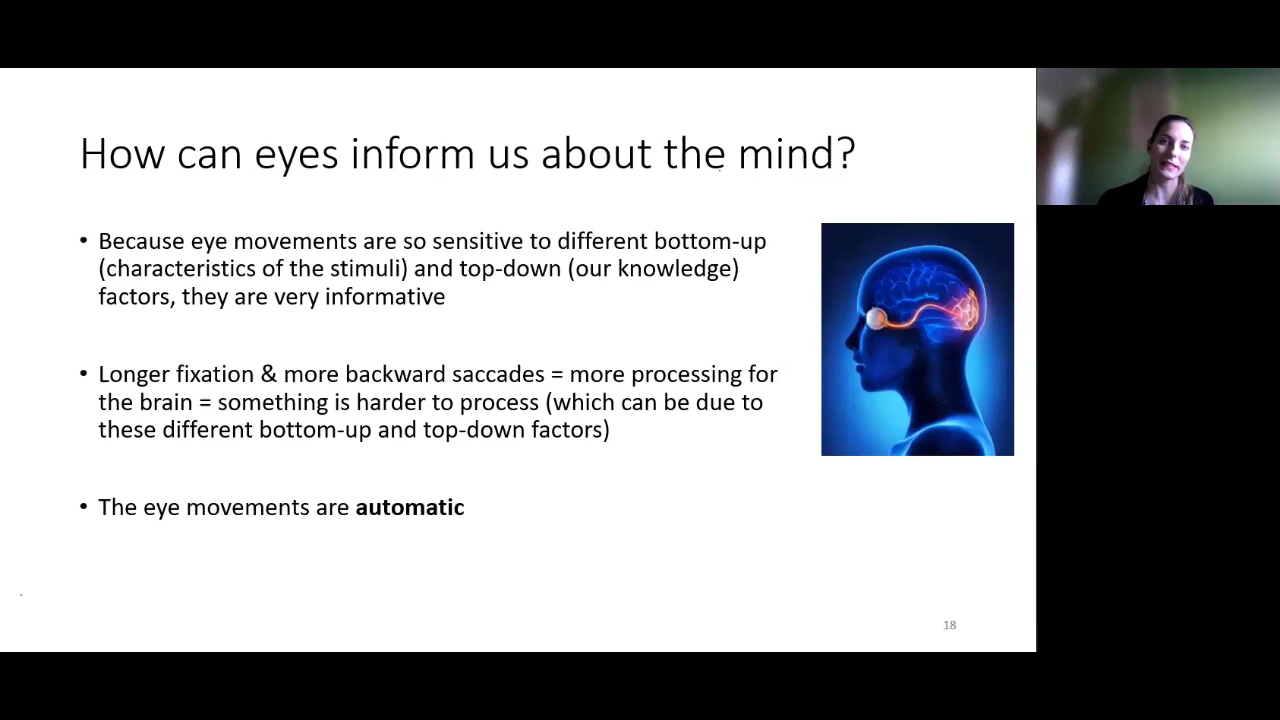 How can eyes inform us about the mind?
• Because eye movements are so sensitive to different bottom-up
(characteristics of the stimuli) and top-down (our knowledge)
factors, they are very informative
• Longer fixation & more backward saccades = more processing for
the brain = something is harder to process (which can be due to
these different bottom-up and top-down factors)
• The eye movements are automatic
18